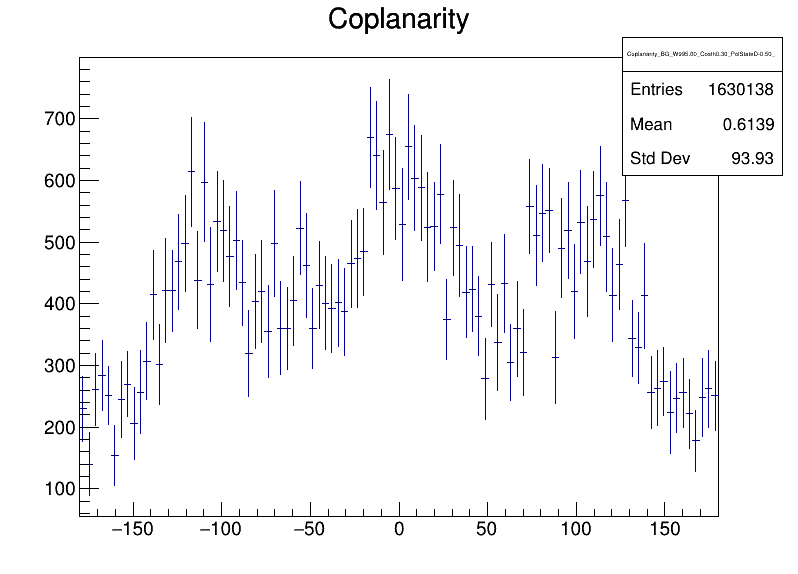 Coplanarity
Coplanarity_BG_W995.00_Costh0.30_PolStateD-0.50_
Entries 1630138
Mean 0.6139
Std Dev 93.93
700
600
500
400
300
200
100
−150 −100 −50 0 50 100 150